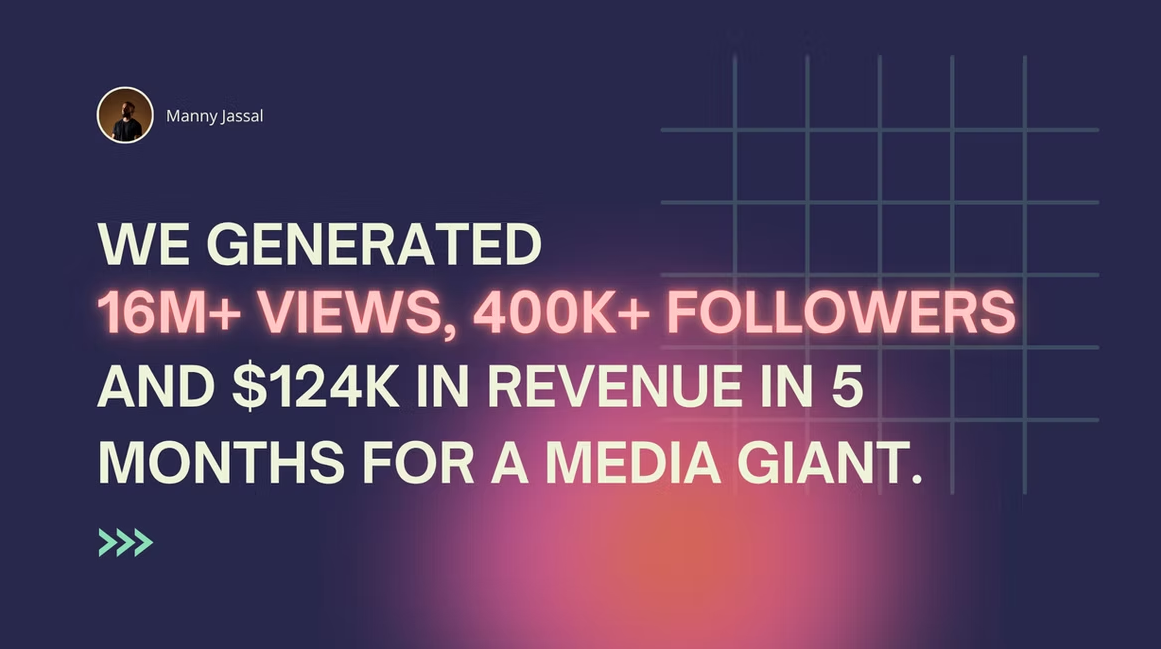 Manny Jassal
WE GENERATED
16M+ VIEWS, 400K+ FOLLOWERS
AND $124K IN REVENUE IN 5
MONTHS FOR A MEDIA GIANT.